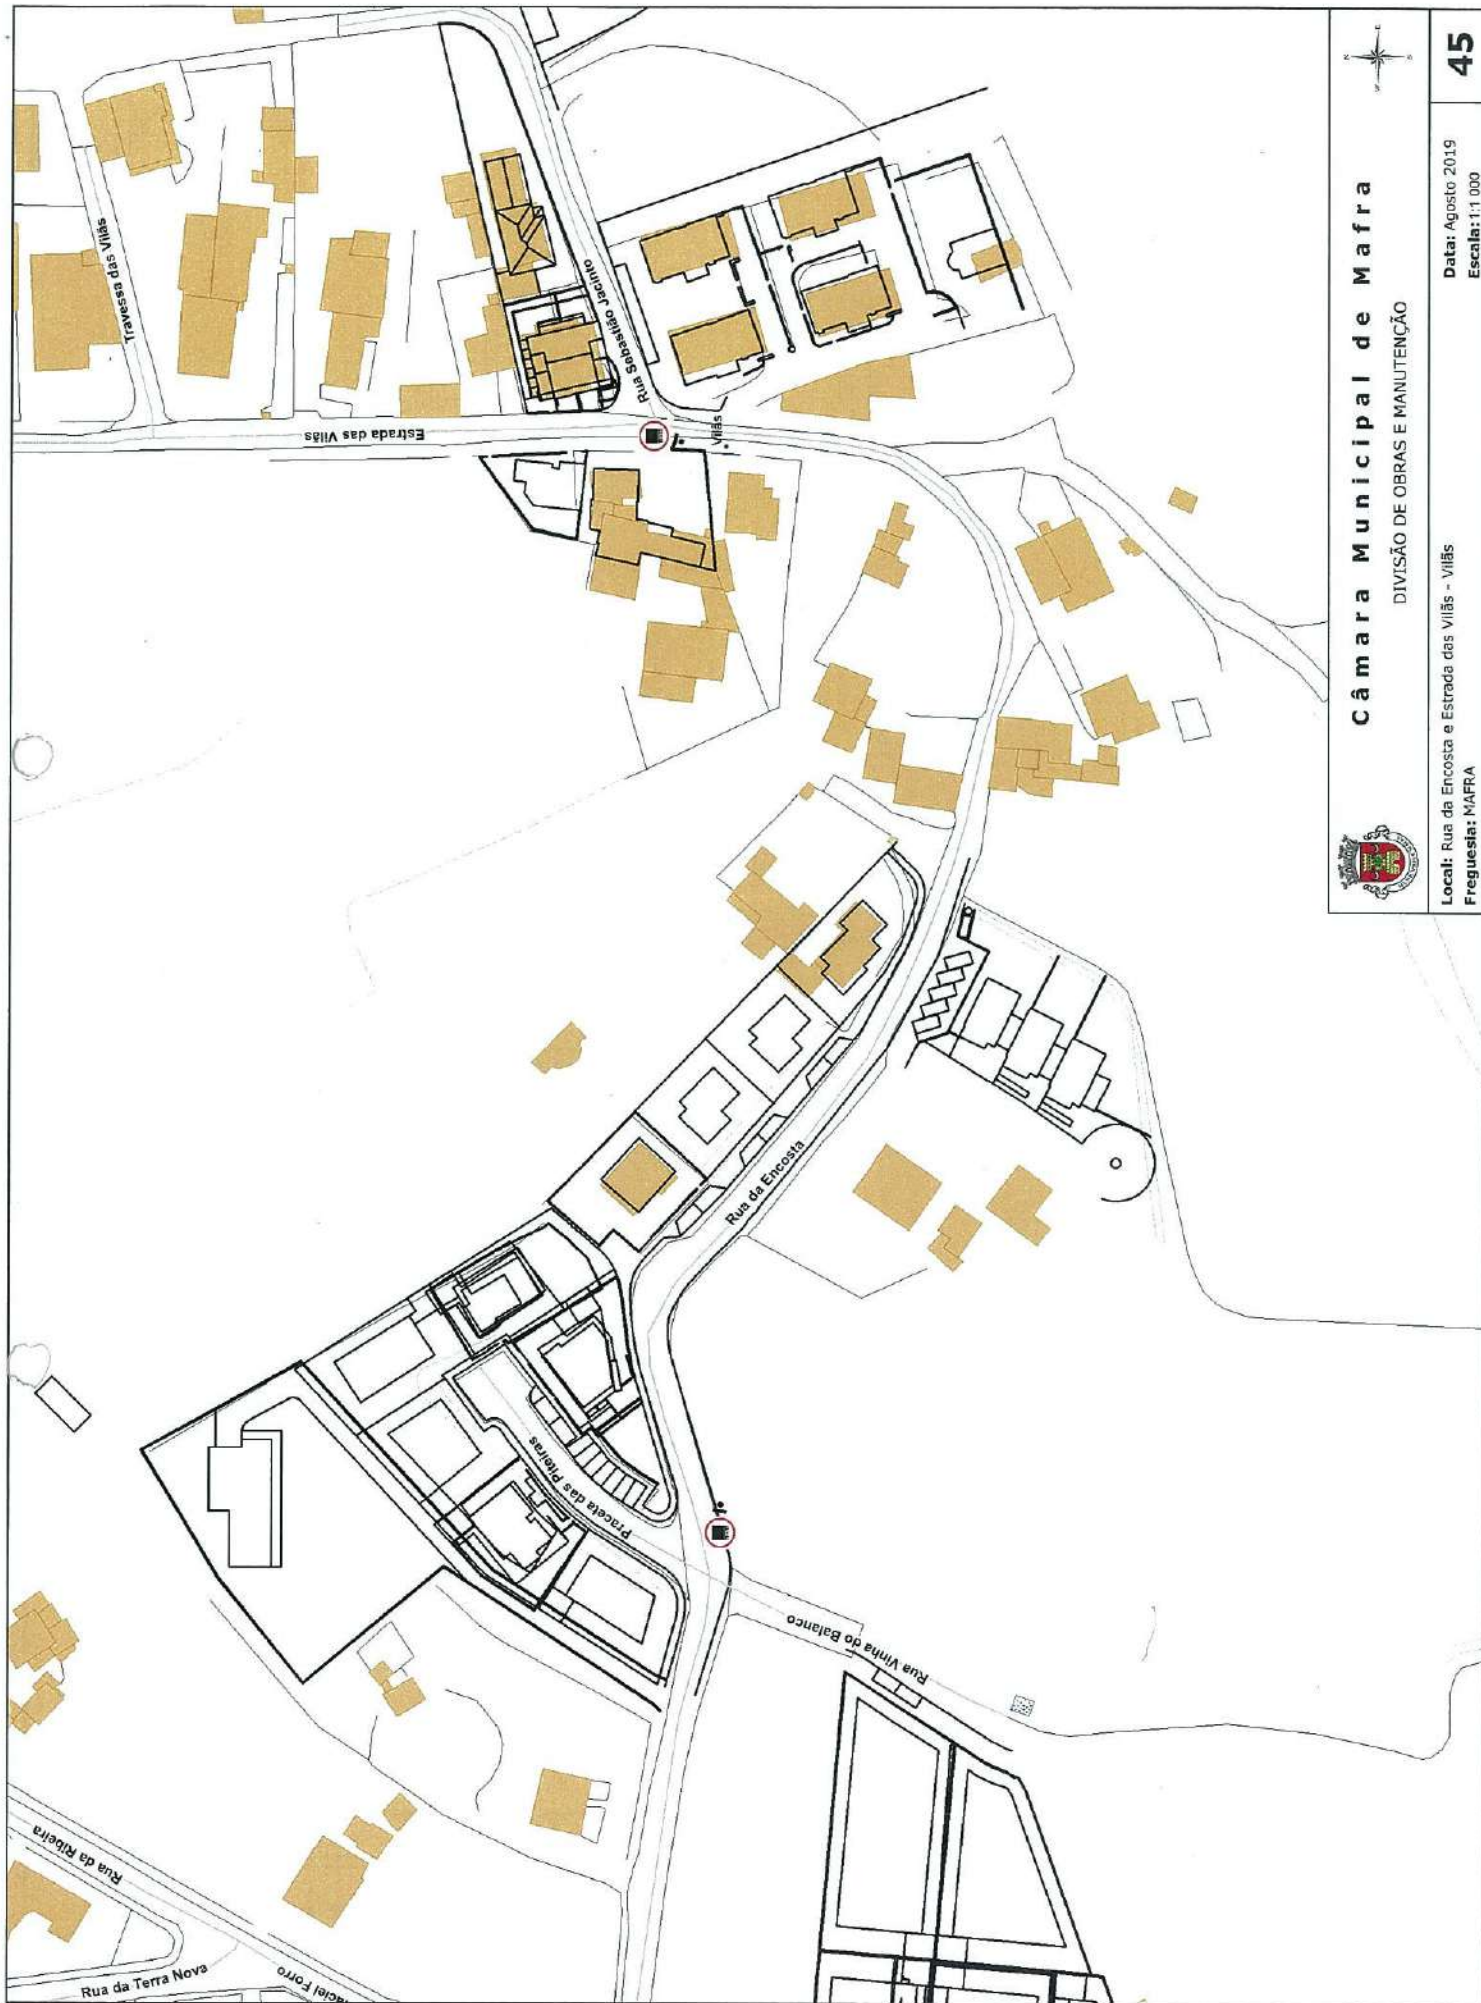 Travessa das Vilãs
Estrada das Vilãs
Rua Sebastião Jacinto
Vilãs
Rua da Encosta
Praceta das Piteiras
Rua Vinha do Balanco
Rua da Ribeira
Rua da Terra Nova
Forro
Câmara Municipal de Mafra
DIVISÃO DE OBRAS E MANUTENÇÃO
N
E
S
W
Local: Rua da Encosta e Estrada das Vilãs - Vilãs
Freguesia: MAFRA
Data: Agosto 2019
Escala:1:1 000
45